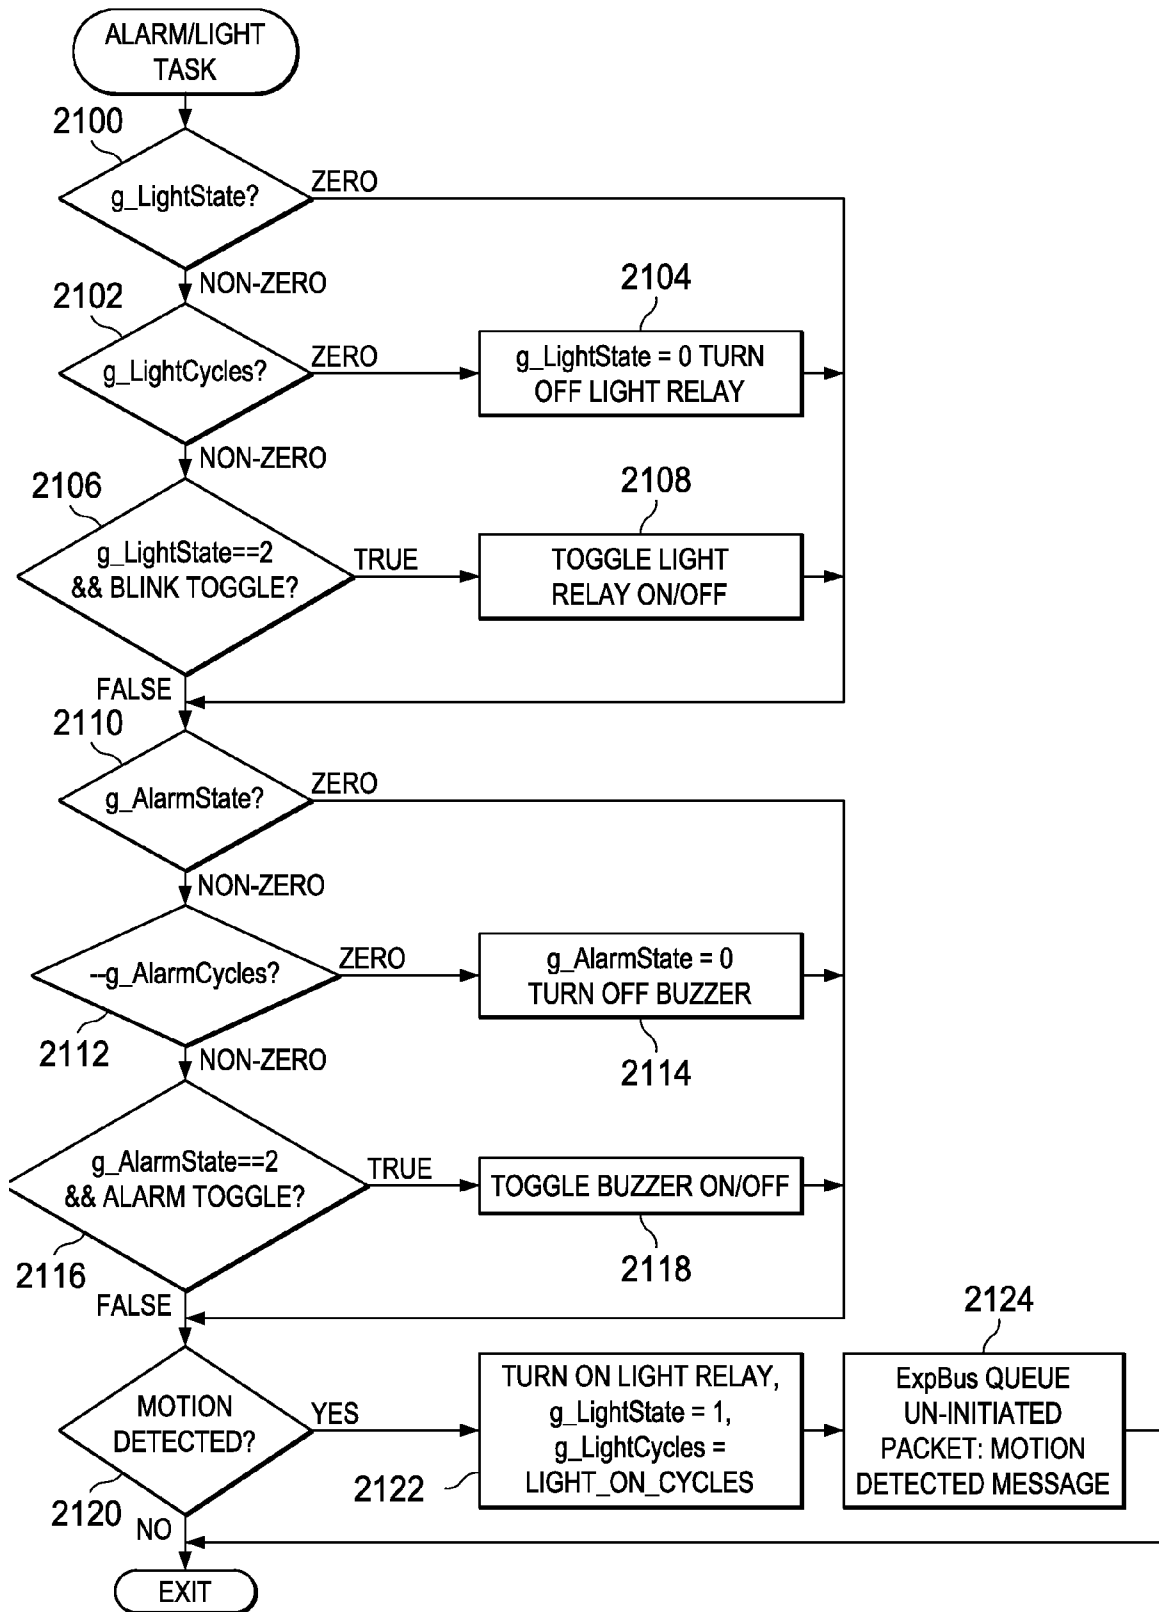 ALARM/LIGHT
TASK
2100
g_LightState?
ZERO
NON-ZERO
2102
g_LightCycles?
ZERO
2104
g_LightState = 0 TURN
OFF LIGHT RELAY
NON-ZERO
2106
g_LightState==2
&& BLINK TOGGLE?
TRUE
2108
TOGGLE LIGHT
RELAY ON/OFF
FALSE
2110
g_AlarmState?
ZERO
NON-ZERO
--g_AlarmCycles?
2112
ZERO
g_AlarmState = 0
TURN OFF BUZZER
2114
NON-ZERO
g_AlarmState==2
&& ALARM TOGGLE?
2116
TRUE
TOGGLE BUZZER ON/OFF
2118
FALSE
MOTION
DETECTED?
2120
YES
TURN ON LIGHT RELAY,
g_LightState = 1,
g_LightCycles =
LIGHT_ON_CYCLES
2122
2124
ExpBus QUEUE
UN-INITIATED
PACKET: MOTION
DETECTED MESSAGE
NO
EXIT